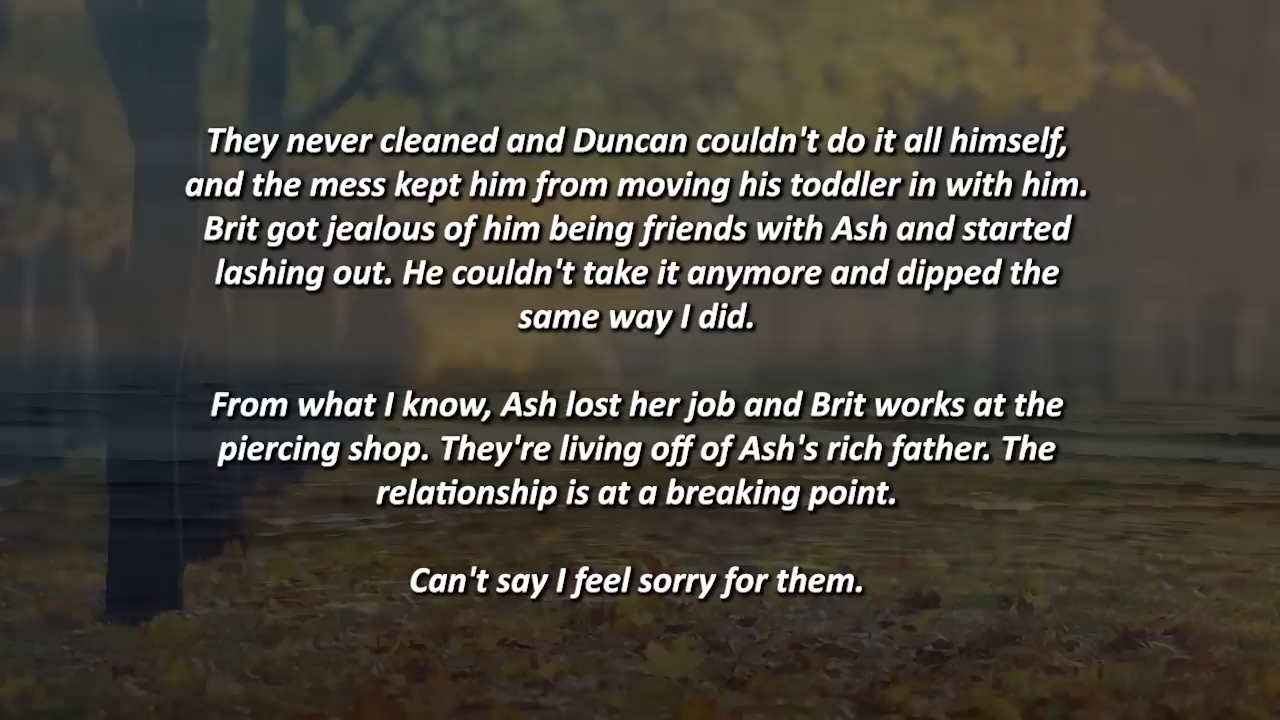 They never cleaned and Duncan couldn't do it all himself,
and the mess kept him from moving his toddler in with him.
Brit got jealous of him being friends with Ash and started
lashing out. He couldn't take it anymore and dipped the
same way I did.
From what I know, Ash lost her job and Brit works at the
piercing shop. They're living off of Ash's rich father. The
relationship is at a breaking point.
Can't say I feel sorry for them.